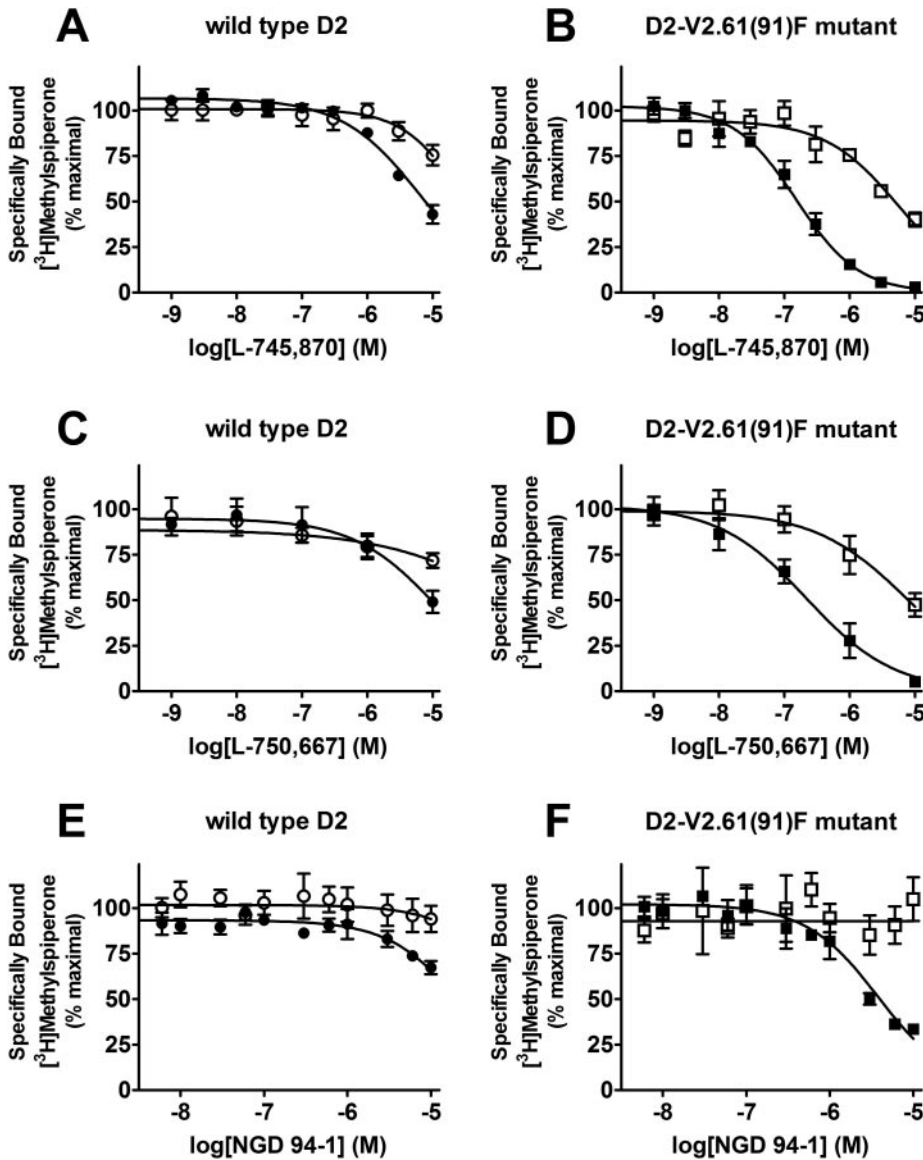 A
wild type D2
Specifically Bound
[³H]Methylspiperone
(% maximal)
100
75
50
25
0
-9
-8
-7
-6
-5
log[L-745,870] (M)
B
D2-V2.61(91)F mutant
Specifically Bound
[³H]Methylspiperone
(% maximal)
100
75
50
25
0
-9
-8
-7
-6
-5
log[L-745,870] (M)
C
wild type D2
Specifically Bound
[³H]Methylspiperone
(% maximal)
100
75
50
25
0
-9
-8
-7
-6
-5
log[L-750,667] (M)
D
D2-V2.61(91)F mutant
Specifically Bound
[³H]Methylspiperone
(% maximal)
100
75
50
25
0
-9
-8
-7
-6
-5
log[L-750,667] (M)
E
wild type D2
Specifically Bound
[³H]Methylspiperone
(% maximal)
100
75
50
25
0
-8
-7
-6
-5
log[NGD 94-1] (M)
F
D2-V2.61(91)F mutant
Specifically Bound
[³H]Methylspiperone
(% maximal)
100
75
50
25
0
-8
-7
-6
-5
log[NGD 94-1] (M)